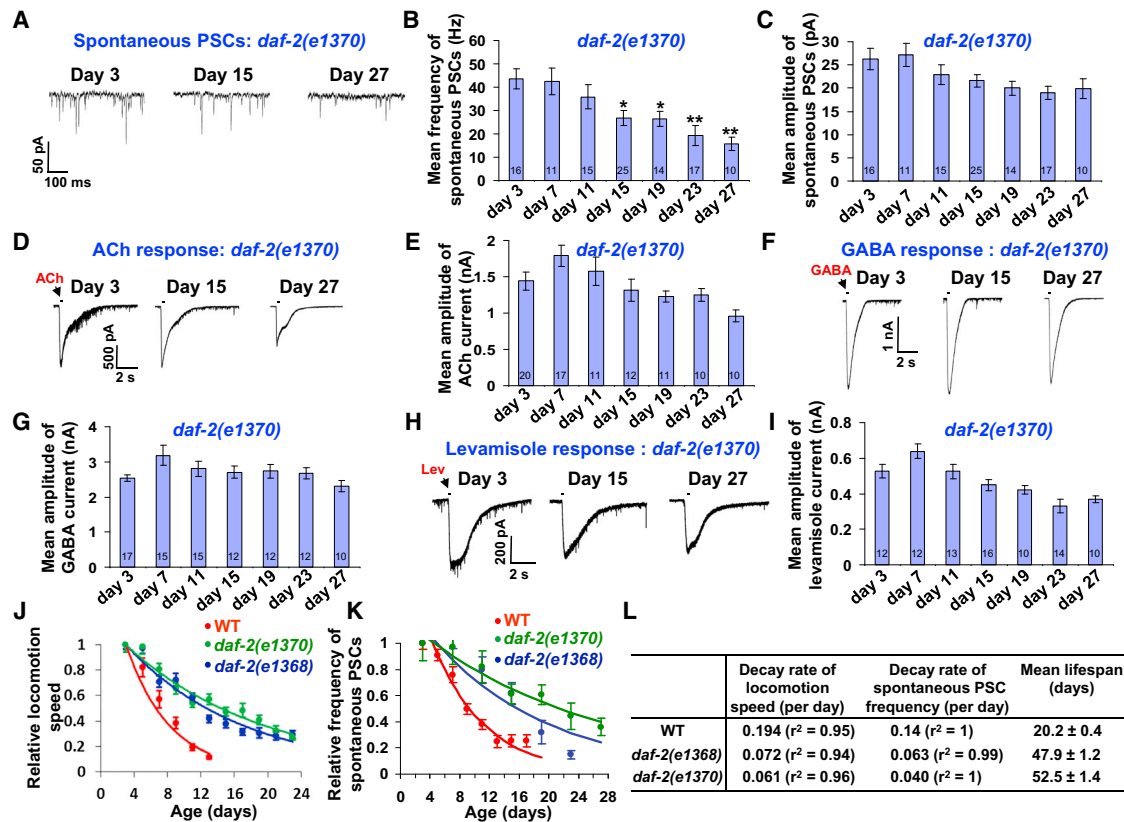 A
Spontaneous PSCs: daf-2(e1370)
Day 3
Day 15
Day 27
50 pA
100 ms
B
daf-2(e1370)
Mean frequency of
spontaneous PSCs (Hz)
60
50
40
30
20
10
0
*
*
**
**
16
11
15
25
14
17
10
day 3
day 7
day 11
day 15
day 19
day 23
day 27
C
daf-2(e1370)
Mean amplitude of
spontaneous PSCs (pA)
30
25
20
15
10
5
0
16
11
15
25
14
17
10
day 3
day 7
day 11
day 15
day 19
day 23
day 27
D
ACh response: daf-2(e1370)
ACh
Day 3
Day 15
Day 27
500 pA
2 s
E
daf-2(e1370)
Mean amplitude of
ACh current (nA)
2
1.5
1
0.5
0
20
17
11
12
11
10
10
day 3
day 7
day 11
day 15
day 19
day 23
day 27
F
GABA response : daf-2(e1370)
GABA
Day 3
Day 15
Day 27
1 nA
2 s
G
daf-2(e1370)
Mean amplitude of
GABA current (nA)
4
3
2
1
0
17
15
15
12
12
12
10
day 3
day 7
day 11
day 15
day 19
day 23
day 27
H
Levamisole response : daf-2(e1370)
Lev
Day 3
Day 15
Day 27
200 pA
2 s
I
daf-2(e1370)
Mean amplitude of
levamisole current (nA)
0.8
0.6
0.4
0.2
0
12
12
13
16
10
14
10
day 3
day 7
day 11
day 15
day 19
day 23
day 27
J
WT
daf-2(e1370)
daf-2(e1368)
Relative locomotion
speed
1
0.8
0.6
0.4
0.2
0
0 4 8 12 16 20 24
Age (days)
K
WT
daf-2(e1370)
daf-2(e1368)
Relative frequency of
spontaneous PSCs
1
0.8
0.6
0.4
0.2
0
0 4 8 12 16 20 24 28
Age (days)
L
Decay rate of locomotion speed (per day)
Decay rate of spontaneous PSC frequency (per day)
Mean lifespan (days)
WT 0.194 (r² = 0.95) 0.14 (r² = 1) 20.2 ± 0.4
daf-2(e1368) 0.072 (r² = 0.94) 0.063 (r² = 0.99) 47.9 ± 1.2
daf-2(e1370) 0.061 (r² = 0.96) 0.040 (r² = 1) 52.5 ± 1.4